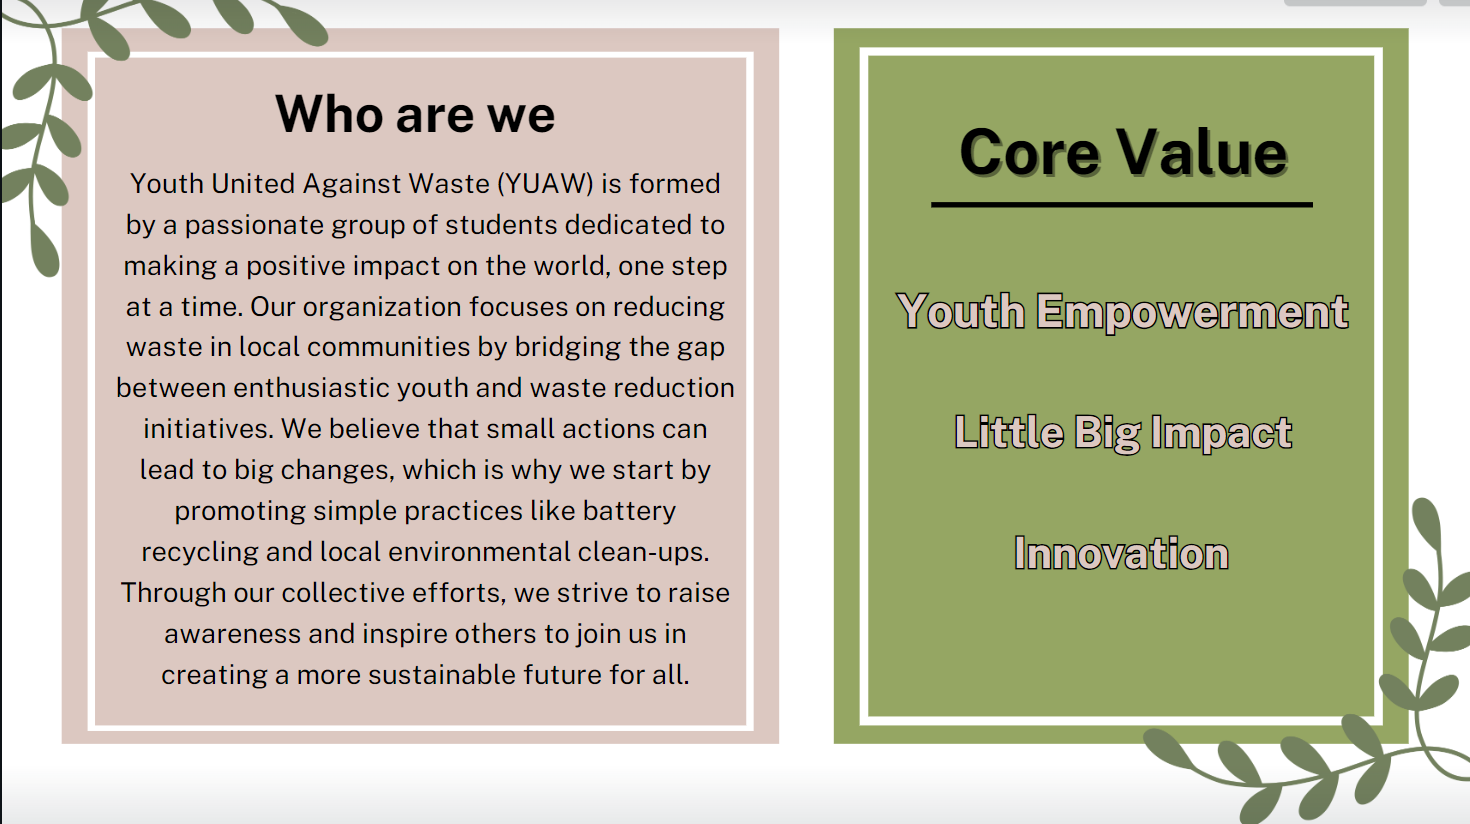 Who are we
Youth United Against Waste (YUAW) is formed
by a passionate group of students dedicated to
making a positive impact on the world, one step
at a time. Our organization focuses on reducing
waste in local communities by bridging the gap
between enthusiastic youth and waste reduction
initiatives. We believe that small actions can
lead to big changes, which is why we start by
promoting simple practices like battery
recycling and local environmental clean-ups.
Through our collective efforts, we strive to raise
awareness and inspire others to join us in
creating a more sustainable future for all.
Core Value
Youth Empowerment
Little Big Impact
Innovation